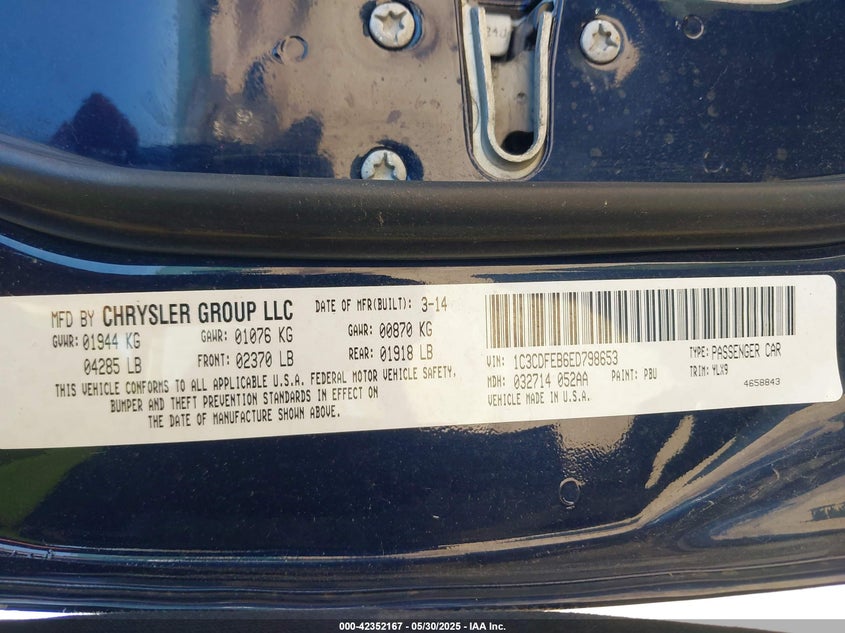 MFD BY CHRYSLER GROUP LLC
DATE OF MFR(BUILT): 3-14
GVWR: 01944 KG
04285 LB
GAWR: 01076 KG
FRONT: 02370 LB
GAWR: 00870 KG
REAR: 01918 LB
THIS VEHICLE CONFORMS TO ALL APPLICABLE U.S.A. FEDERAL MOTOR VEHICLE SAFETY,
BUMPER AND THEFT PREVENTION STANDARDS IN EFFECT ON
THE DATE OF MANUFACTURE SHOWN ABOVE.
VIN: 1C3CDFEB6ED798653
TYPE: PASSENGER CAR
MDH: 032714 052AA
PAINT: PBU
TRIM: YLX9
VEHICLE MADE IN U.S.A.
4658843
000-42352167 - 05/30/2025 - IAA Inc.